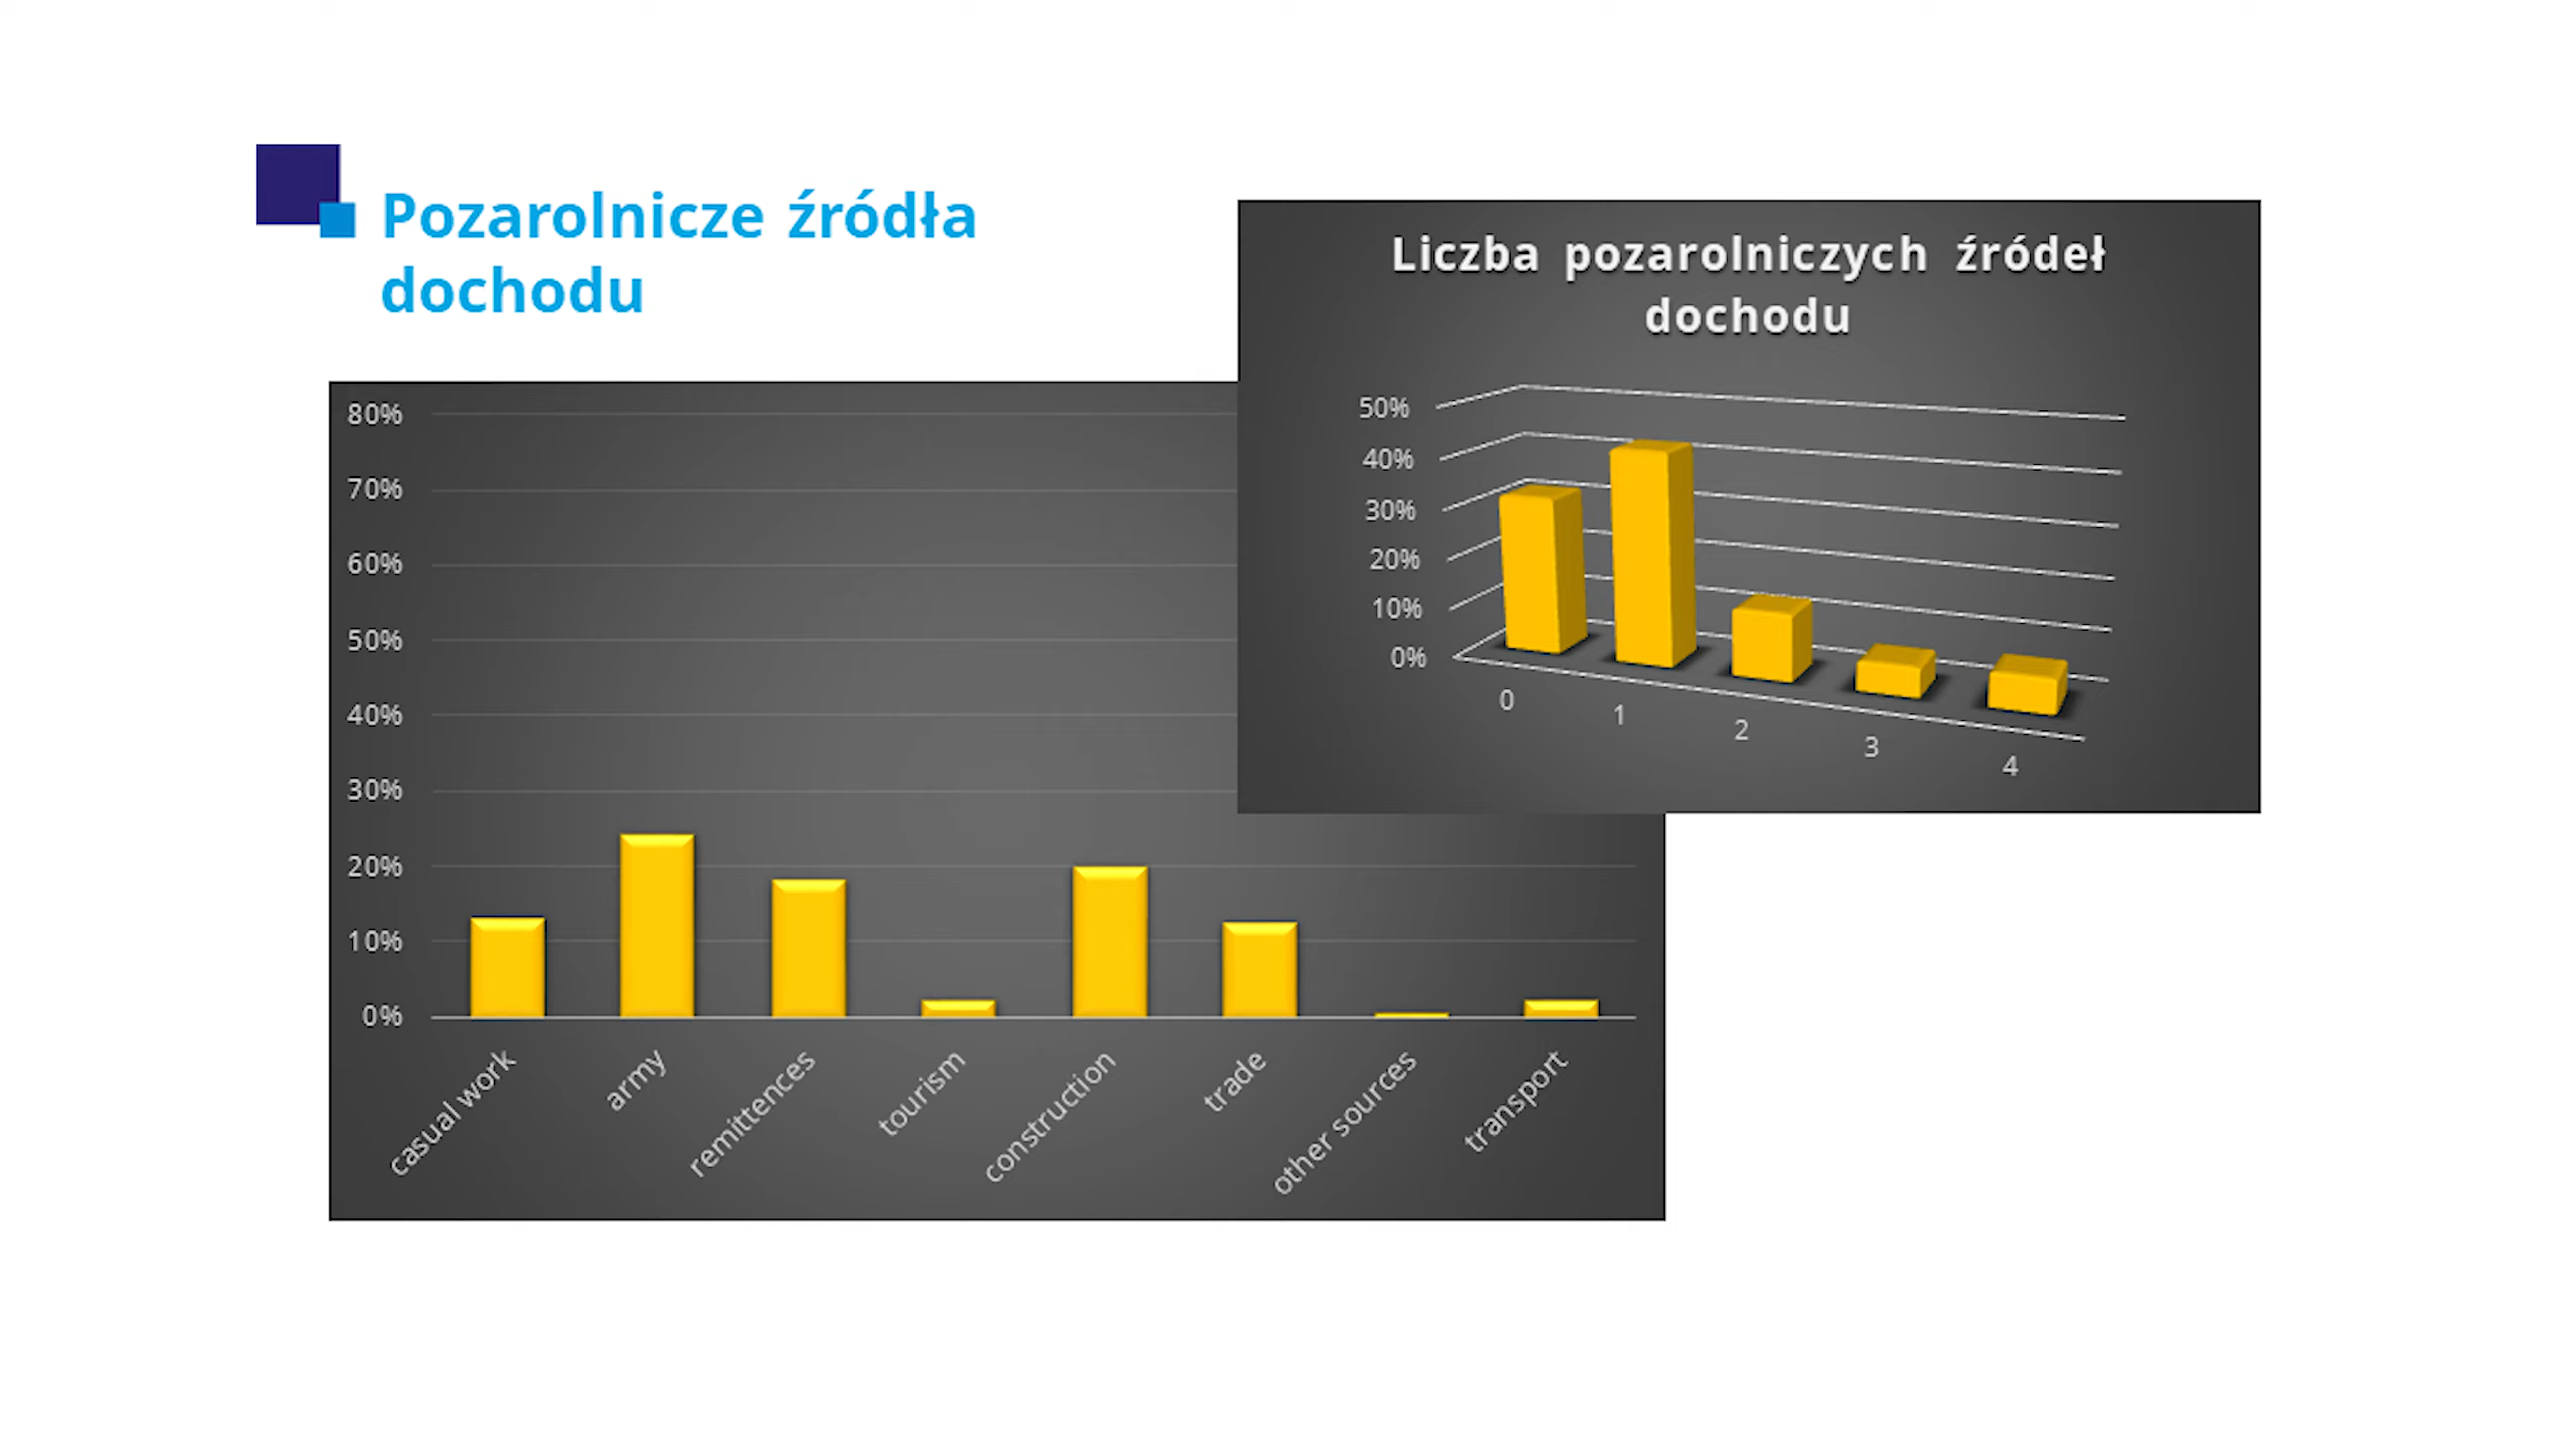 Pozarolnicze źródła
dochodu
Liczba pozarolniczych źródeł
dochodu
50%
40%
30%
20%
10%
0%
0
1
2
3
4
80%
70%
60%
50%
40%
30%
20%
10%
0%
casual work
army
remittences
tourism
construction
trade
other sources
transport